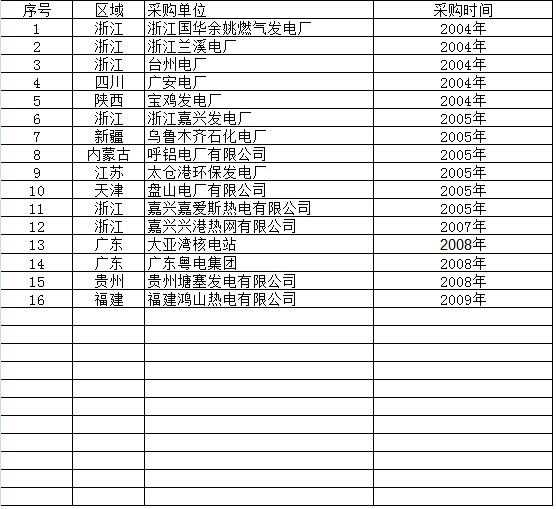 序号 区域 采购单位 采购时间
1 浙江 浙江国华余姚燃气发电厂 2004年
2 浙江 浙江兰溪电厂 2004年
3 浙江 台州电厂 2004年
4 四川 广安电厂 2004年
5 陕西 宝鸡发电厂 2004年
6 浙江 浙江嘉兴发电厂 2005年
7 新疆 乌鲁木齐石化电厂 2005年
8 内蒙古 呼铝电厂有限公司 2005年
9 江苏 太仓港环保发电厂 2005年
10 天津 盘山电厂有限公司 2005年
11 浙江 嘉兴嘉爱斯热电有限公司 2005年
12 浙江 嘉兴兴港热网有限公司 2007年
13 广东 大亚湾核电站 2008年
14 广东 广东粤电集团 2008年
15 贵州 贵州塘塞发电有限公司 2008年
16 福建 福建鸿山热电有限公司 2009年